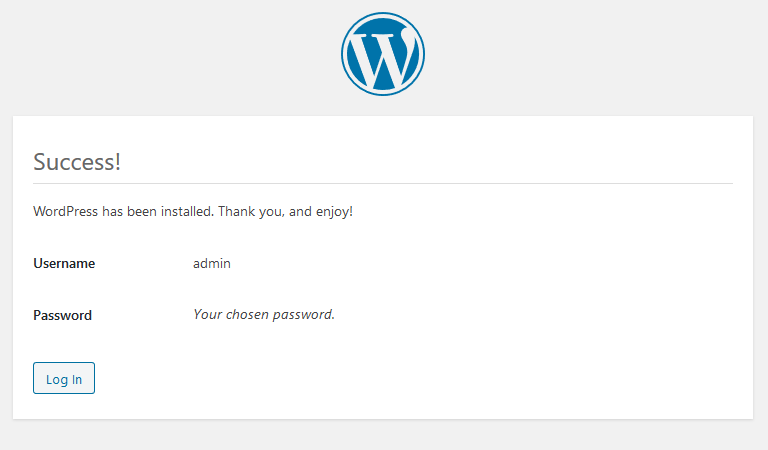 Success!
WordPress has been installed. Thank you, and enjoy!
Username admin
Password Your chosen password.
Log In